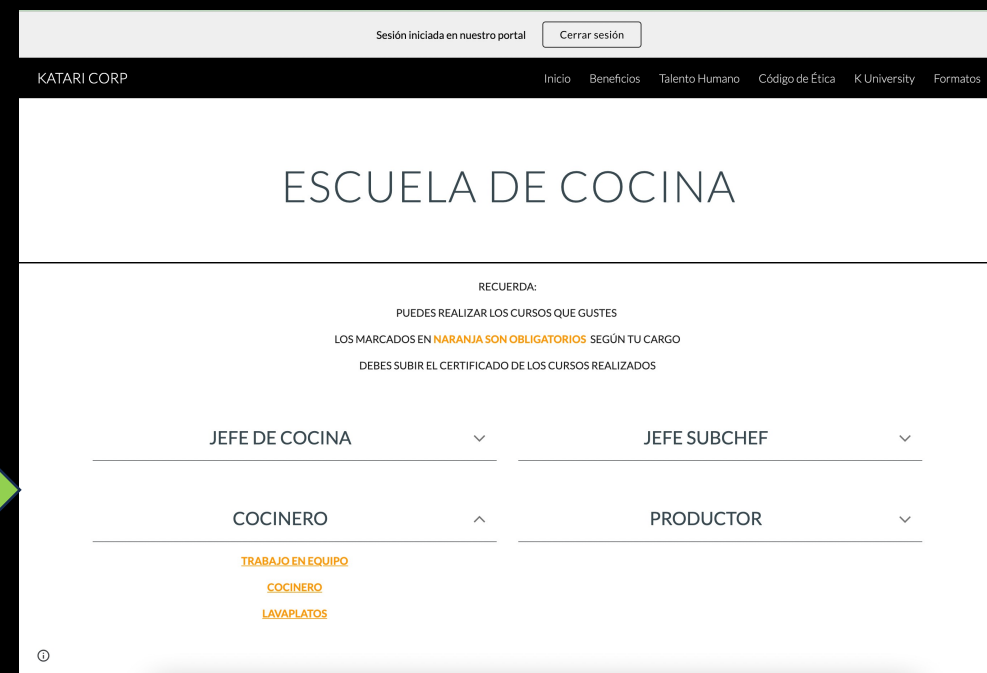 Sesión iniciada en nuestro portal Cerrar sesión
KATARI CORP Inicio Beneficios Talento Humano Código de Ética K University Formatos
ESCUELA DE COCINA
RECUERDA:
PUEDES REALIZAR LOS CURSOS QUE GUSTES
LOS MARCADOS EN NARANJA SON OBLIGATORIOS SEGÚN TU CARGO
DEBES SUBIR EL CERTIFICADO DE LOS CURSOS REALIZADOS
JEFE DE COCINA JEFE SUBCHEF
COCINERO PRODUCTOR
TRABAJO EN EQUIPO
COCINERO
LAVAPLATOS